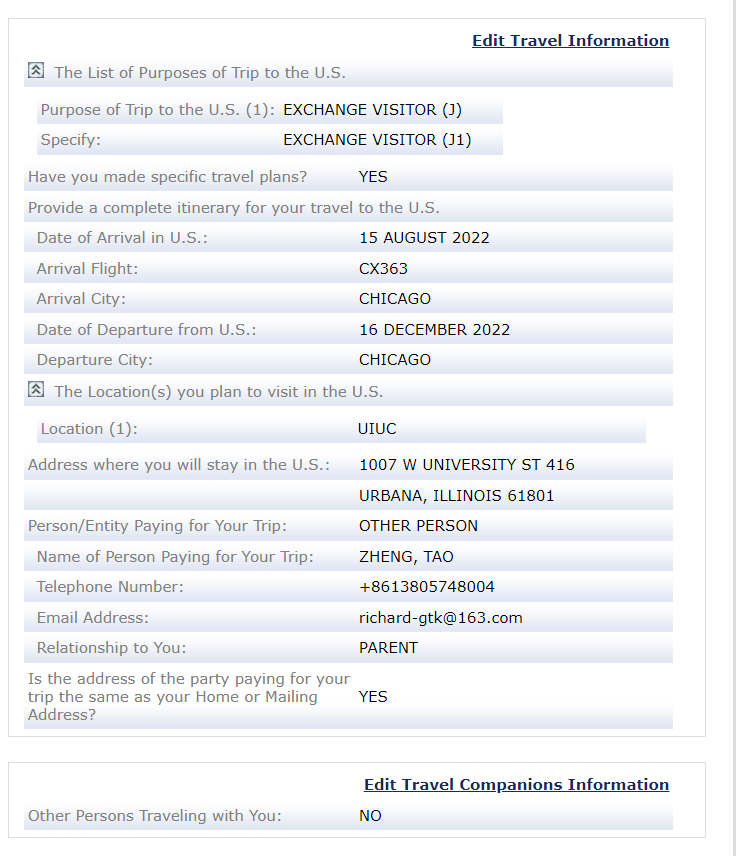 Edit Travel Information
The List of Purposes of Trip to the U.S.
Purpose of Trip to the U.S. (1): EXCHANGE VISITOR (J)
Specify: EXCHANGE VISITOR (J1)
Have you made specific travel plans? YES
Provide a complete itinerary for your travel to the U.S.
Date of Arrival in U.S.: 15 AUGUST 2022
Arrival Flight: CX363
Arrival City: CHICAGO
Date of Departure from U.S.: 16 DECEMBER 2022
Departure City: CHICAGO
The Location(s) you plan to visit in the U.S.
Location (1): UIUC
Address where you will stay in the U.S.: 1007 W UNIVERSITY ST 416
URBANA, ILLINOIS 61801
Person/Entity Paying for Your Trip: OTHER PERSON
Name of Person Paying for Your Trip: ZHENG, TAO
Telephone Number: +8613805748004
Email Address: richard-gtk@163.com
Relationship to You: PARENT
Is the address of the party paying for your
trip the same as your Home or Mailing YES
Address?
Edit Travel Companions Information
Other Persons Traveling with You: NO